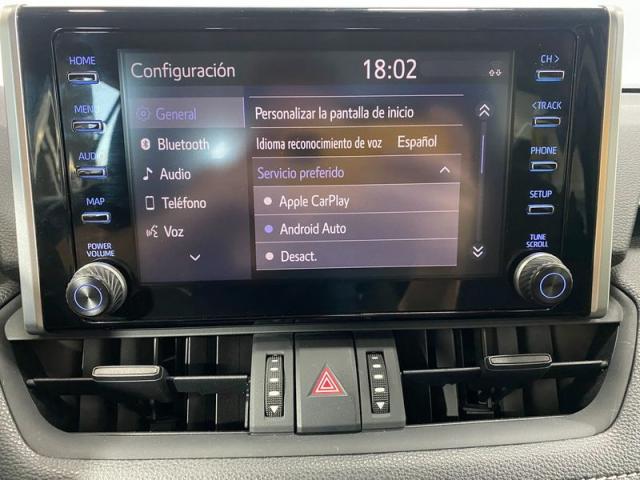 HOME
MENU
AUDIO
MAP
POWER
VOLUME
Configuración
18:02
General
Bluetooth
Audio
Teléfono
Voz
Personalizar la pantalla de inicio
Idioma reconocimiento de voz Español
Servicio preferido
Apple CarPlay
Android Auto
Desact.
CH >
< TRACK
PHONE
SETUP
TUNE
SCROLL